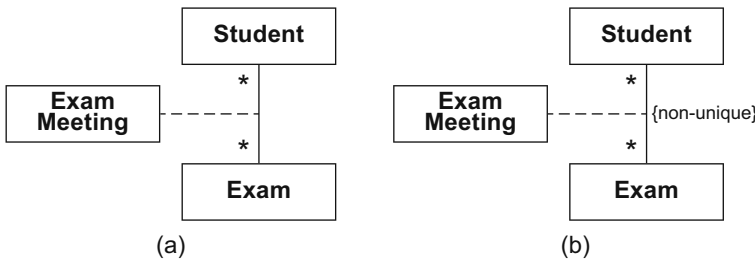 Student
*
Exam
Meeting
*
Exam
(a)
Student
*
Exam
Meeting
{non-unique}
*
Exam
(b)